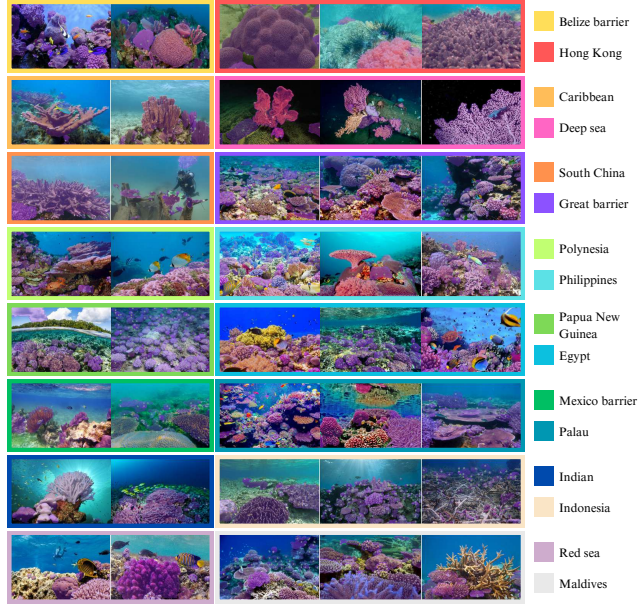 Belize barrier
Hong Kong
Caribbean
Deep sea
South China
Great barrier
Polynesia
Philippines
Papua New
Guinea
Egypt
Mexico barrier
Palau
Indian
Indonesia
Red sea
Maldives